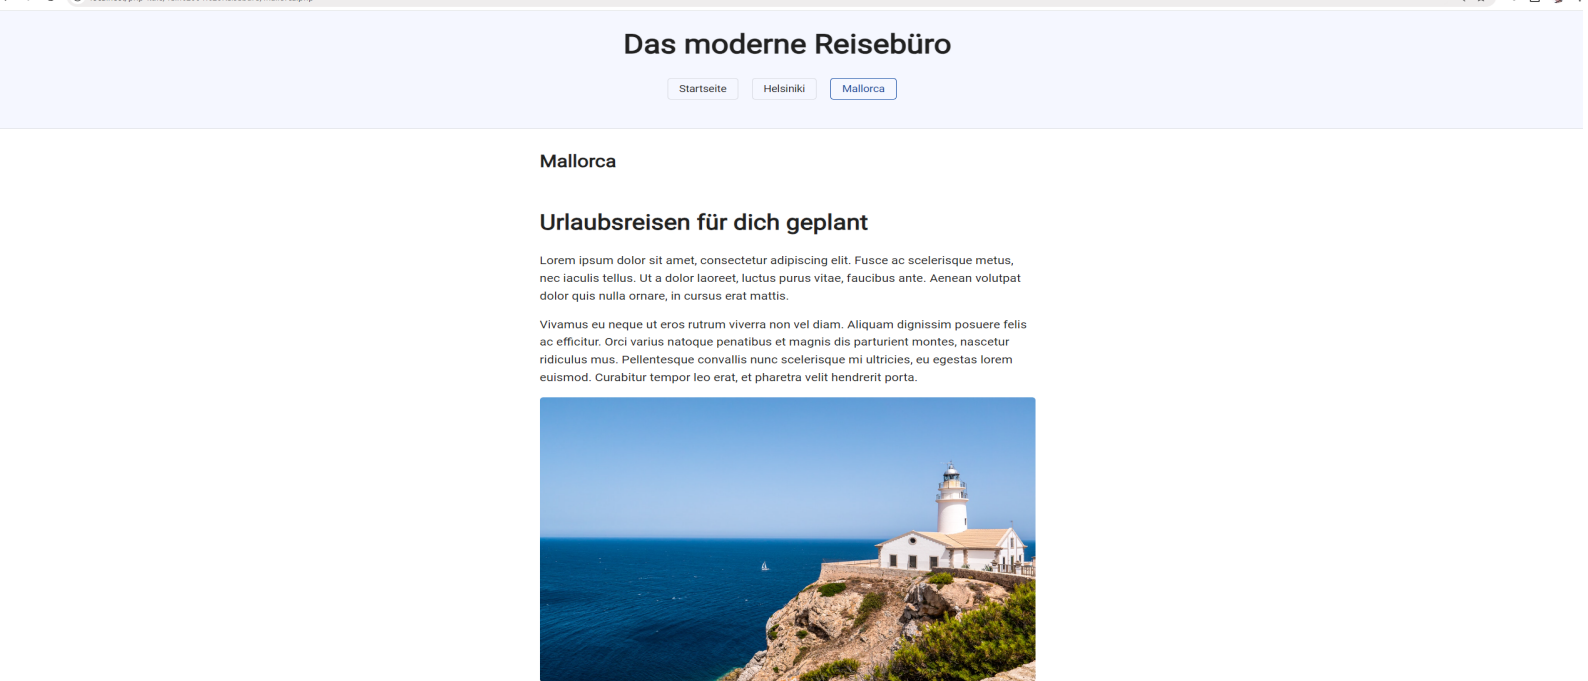 Das moderne Reisebüro
Startseite
Helsiniki
Mallorca
Mallorca
Urlaubsreisen für dich geplant
Lorem ipsum dolor sit amet, consectetur adipiscing elit. Fusce ac scelerisque metus,
nec iaculis tellus. Ut a dolor laoreet, luctus purus vitae, faucibus ante. Aenean volutpat
dolor quis nulla ornare, in cursus erat mattis.
Vivamus eu neque ut eros rutrum viverra non vel diam. Aliquam dignissim posuere felis
ac efficitur. Orci varius natoque penatibus et magnis dis parturient montes, nascetur
ridiculus mus. Pellentesque convallis nunc scelerisque mi ultricies, eu egestas lorem
euismod. Curabitur tempor leo erat, et pharetra velit hendrerit porta.